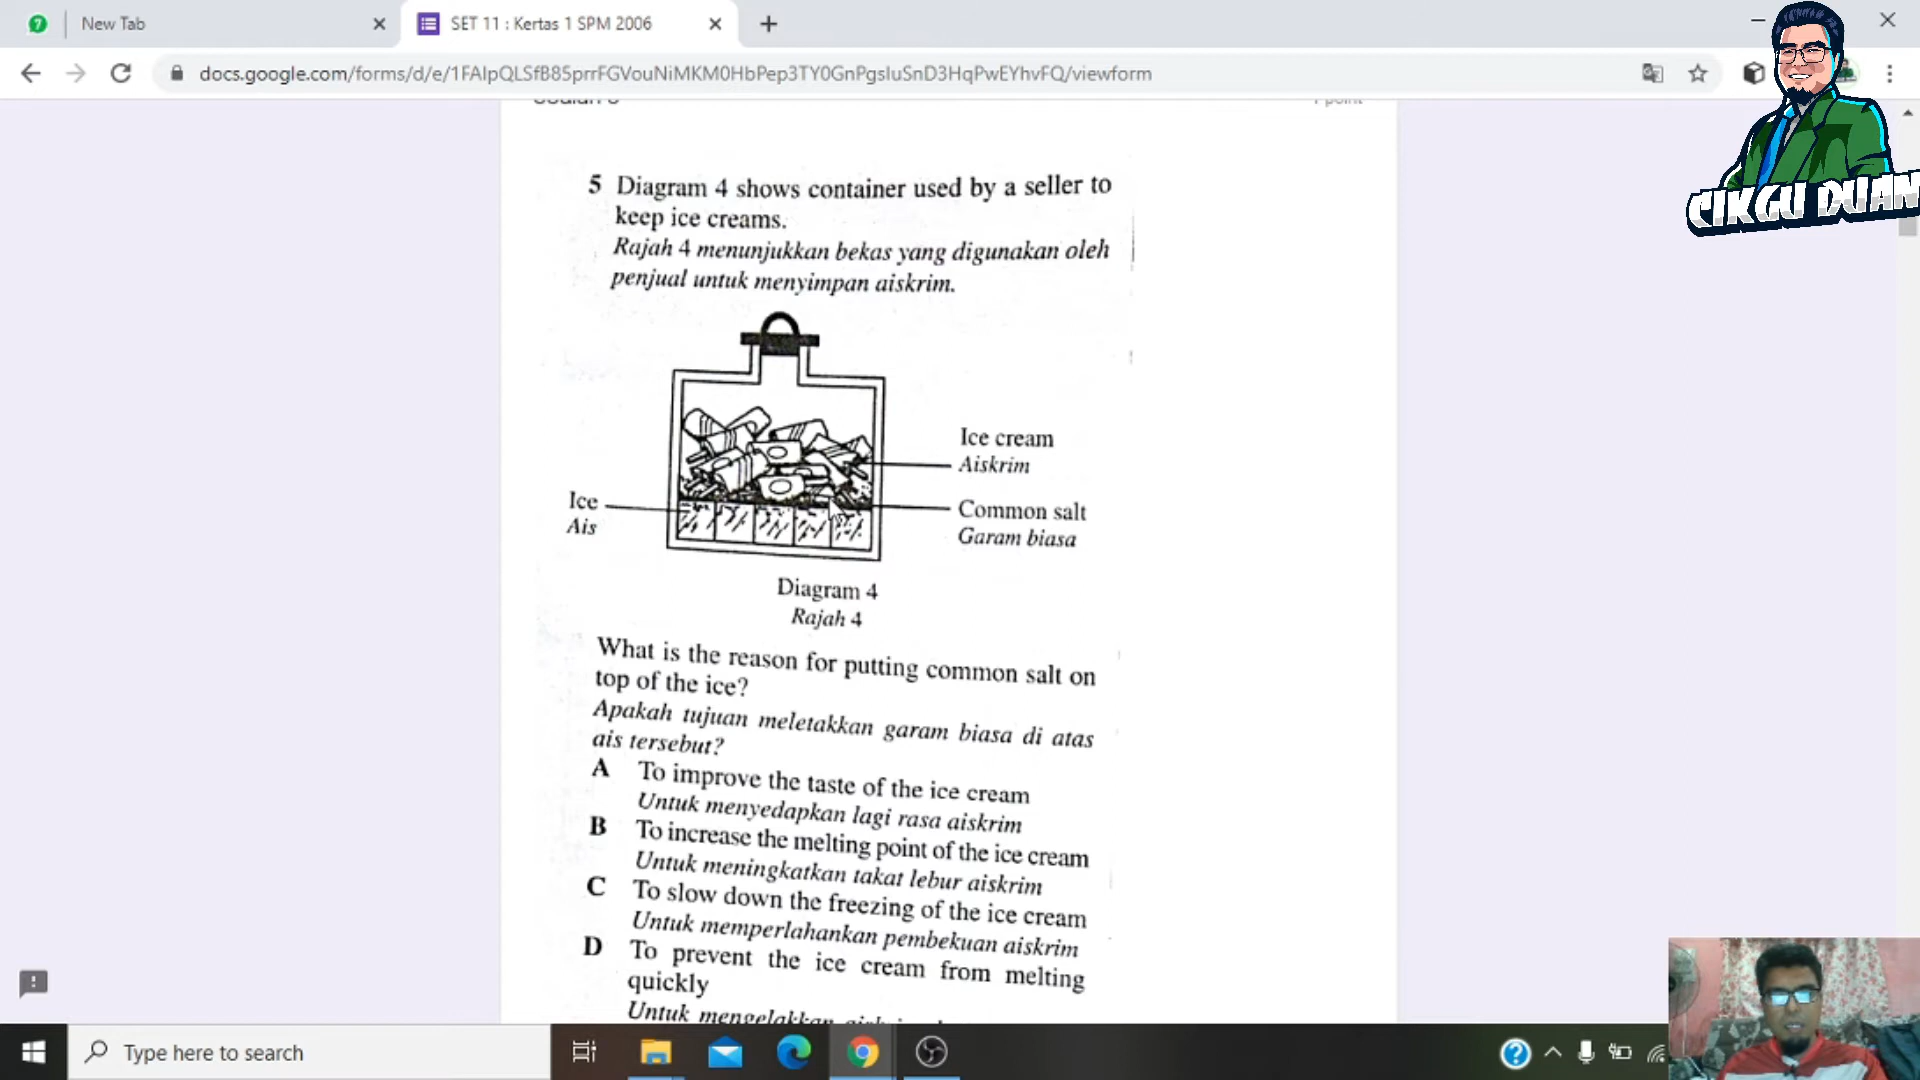 New Tab
SET 11 : Kertas 1 SPM 2006
docs.google.com/forms/d/e/1FAIpQLSfB85prrFGVouNiMKM0HbPep3TY0GnPgsIuSnD3HqPwEYhvFQ/viewform
CIKGU DUAN
5 Diagram 4 shows container used by a seller to
keep ice creams.
Rajah 4 menunjukkan bekas yang digunakan oleh
penjual untuk menyimpan aiskrim.
Ice cream
Aiskrim
Ice
Ais
Common salt
Garam biasa
Diagram 4
Rajah 4
What is the reason for putting common salt on
top of the ice?
Apakah tujuan meletakkan garam biasa di atas
ais tersebut?
A To improve the taste of the ice cream
Untuk menyedapkan lagi rasa aiskrim
B To increase the melting point of the ice cream
Untuk meningkatkan takat lebur aiskrim
C To slow down the freezing of the ice cream
Untuk memperlahankan pembekuan aiskrim
D To prevent the ice cream from melting
quickly
Untuk mengelakkan
Type here to search